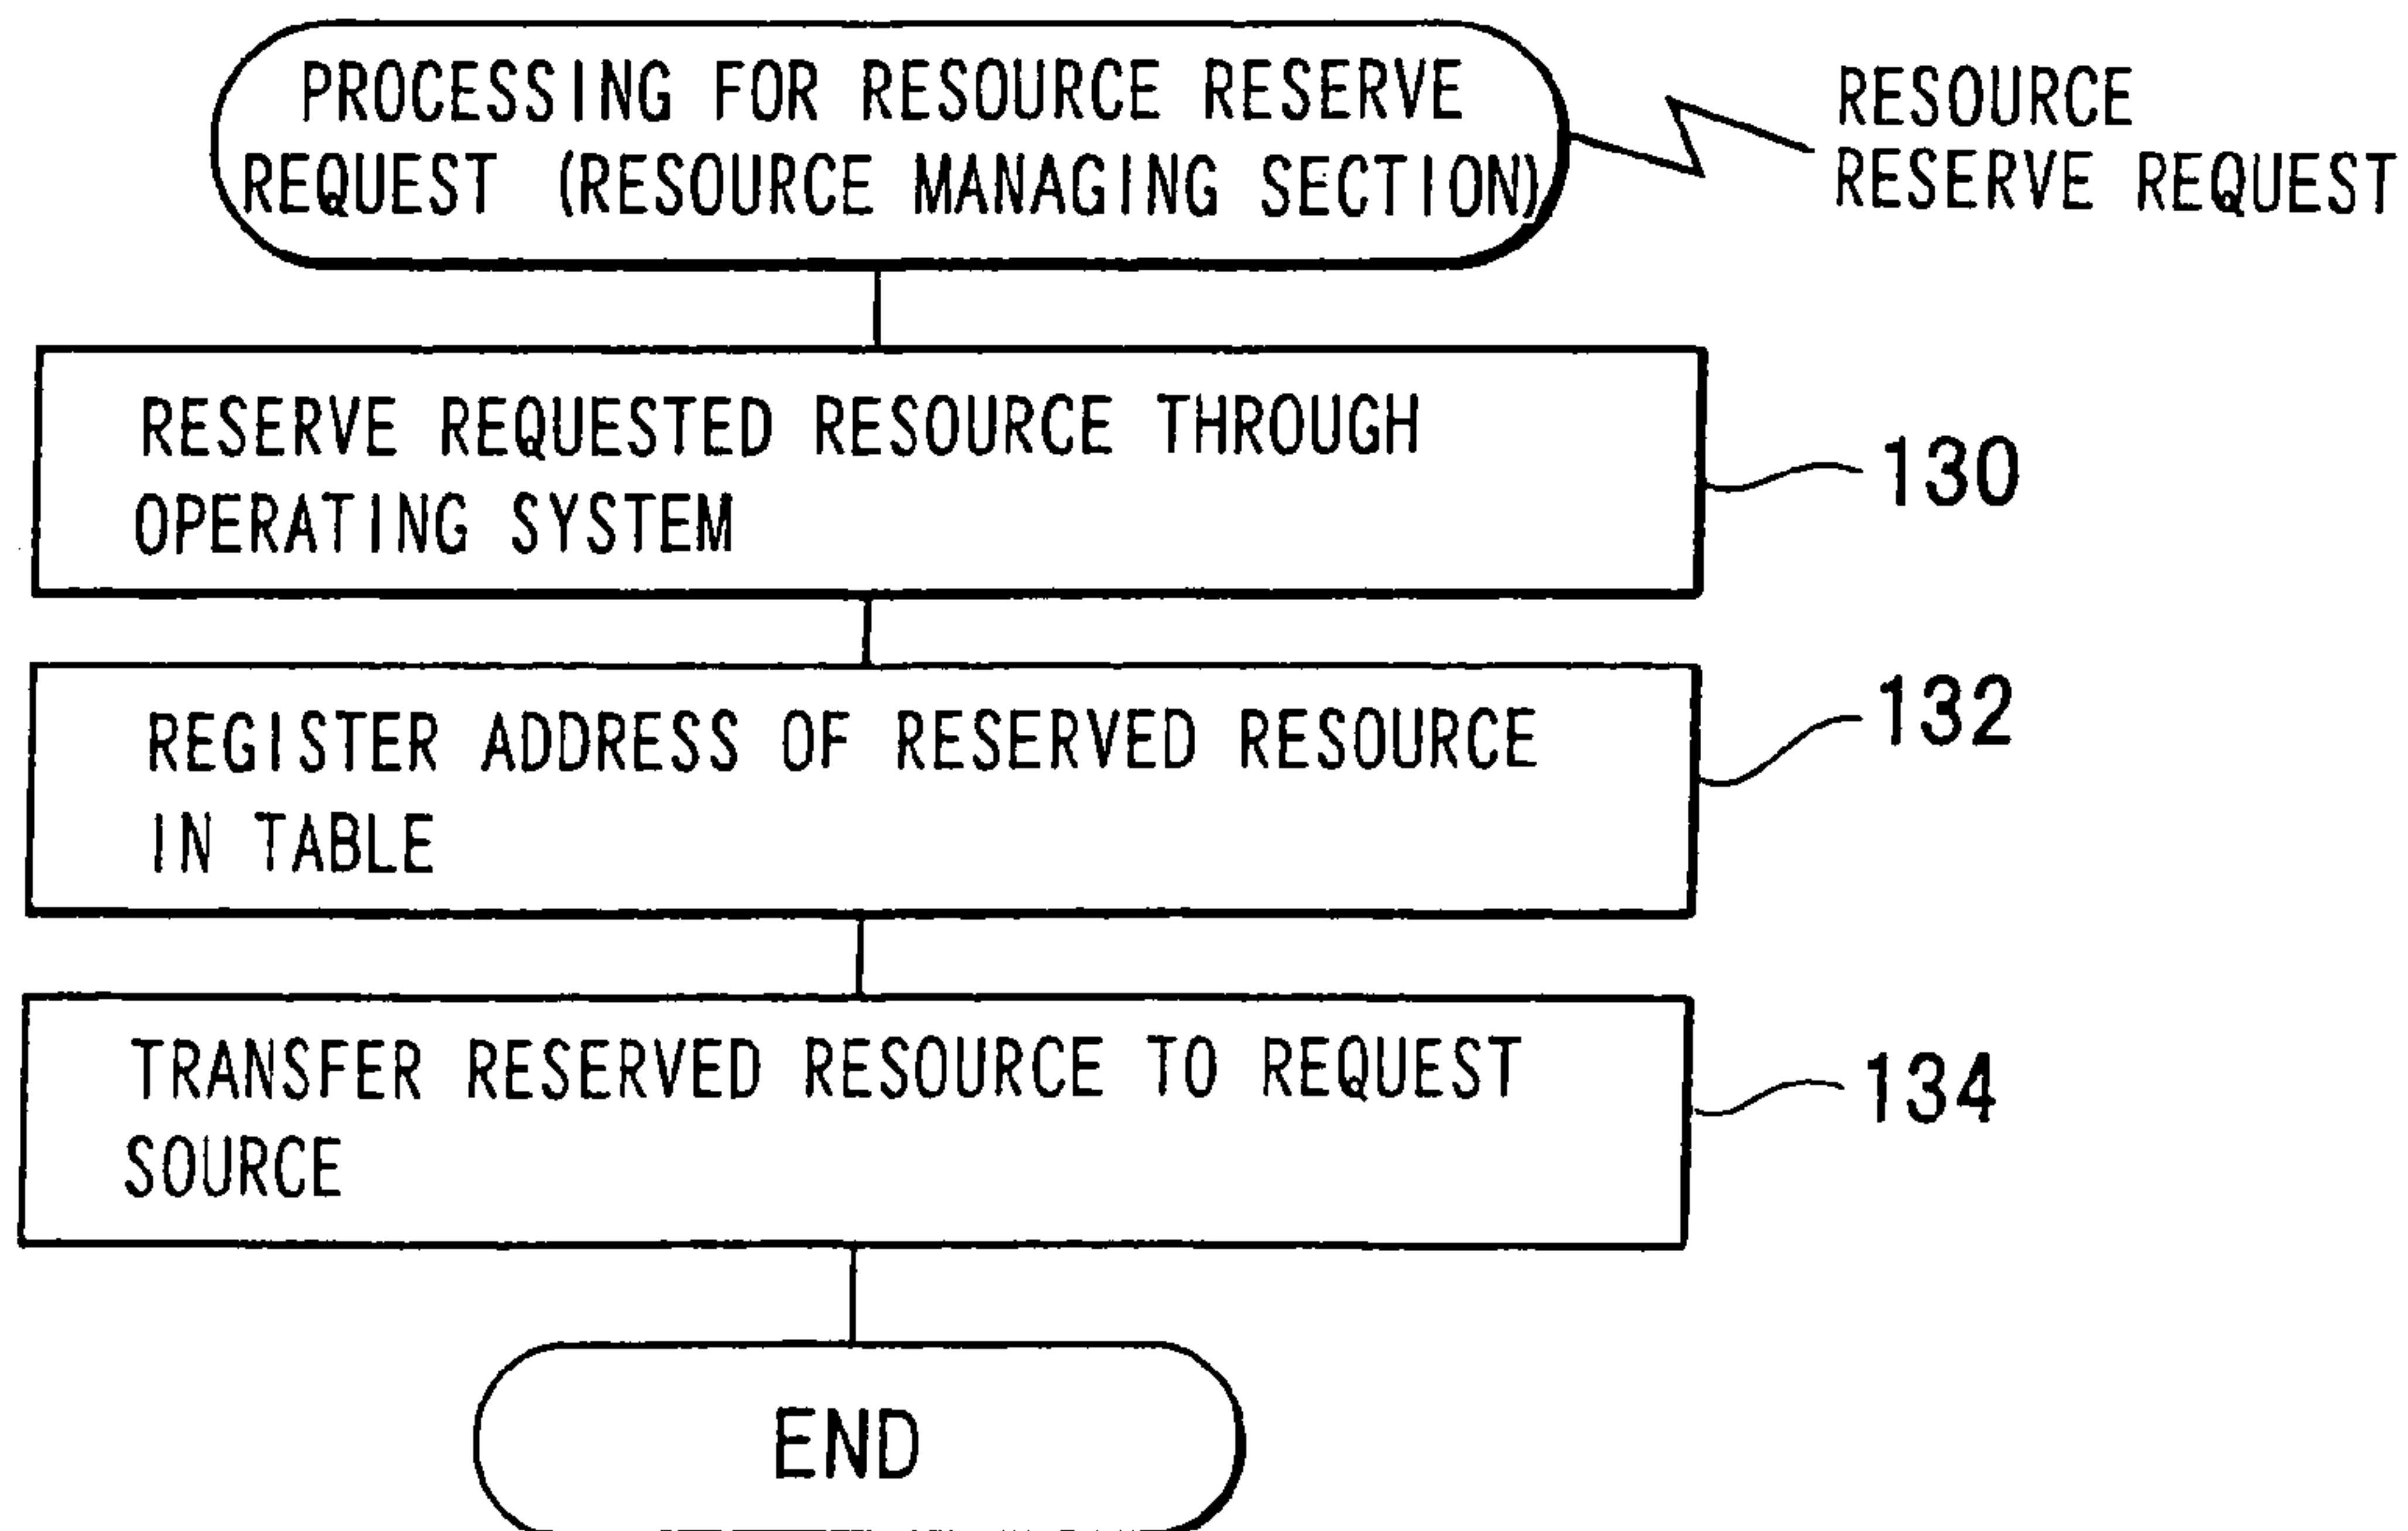 PROCESSING FOR RESOURCE RESERVE
REQUEST (RESOURCE MANAGING SECTION)
RESOURCE
RESERVE REQUEST
RESERVE REQUESTED RESOURCE THROUGH
OPERATING SYSTEM
130
REGISTER ADDRESS OF RESERVED RESOURCE
IN TABLE
132
TRANSFER RESERVED RESOURCE TO REQUEST
SOURCE
134
END